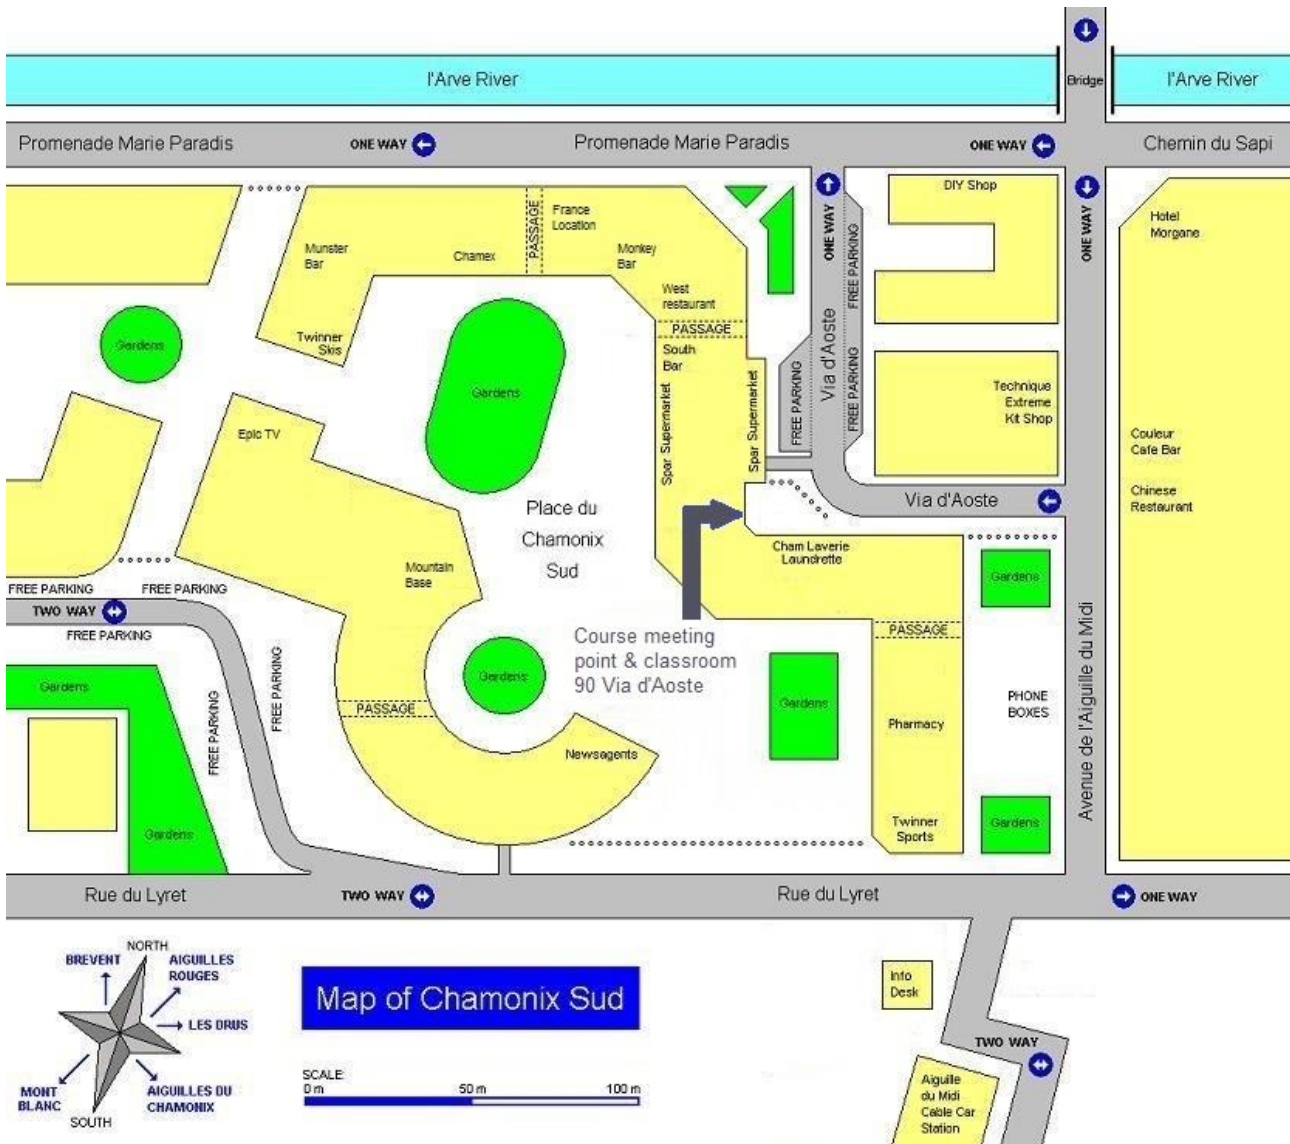 l'Arve River
Bridge
l'Arve River
Promenade Marie Paradis
ONE WAY
Promenade Marie Paradis
ONE WAY
Chemin du Sapi
DIY Shop
Hotel
Morgane
ONE WAY
ONE WAY
FREE PARKING
PASSAGE
France
Location
Munster
Bar
Chamex
Monkey
Bar
West
restaurant
PASSAGE
South
Bar
Twinner
Skis
Gardens
Gardens
Via d'Aoste
FREE PARKING
FREE PARKING
Technique
Extreme
Kit Shop
Spar Supermarket
Spar Supermarket
Epic TV
Couleur
Cafe Bar
Chinese
Restaurant
Via d'Aoste
Place du
Chamonix
Sud
Cham Laverie
Laundrette
Mountain
Base
Gardens
FREE PARKING
FREE PARKING
TWO WAY
FREE PARKING
Course meeting
point & classroom
90 Via d'Aoste
PASSAGE
Gardens
Gardens
Gardens
FREE PARKING
FREE PARKING
PASSAGE
PHONE
BOXES
Pharmacy
Avenue de l'Aiguille du Midi
Newsagents
Gardens
Twinner
Sports
Gardens
Rue du Lyret
TWO WAY
Rue du Lyret
ONE WAY
NORTH
BREVENT
AIGUILLES
ROUGES
LES DRUS
MONT
BLANC
AIGUILLES DU
CHAMONIX
SOUTH
Map of Chamonix Sud
SCALE:
0 m
50 m
100 m
Info
Desk
TWO WAY
Aiguille
du Midi
Cable Car
Station